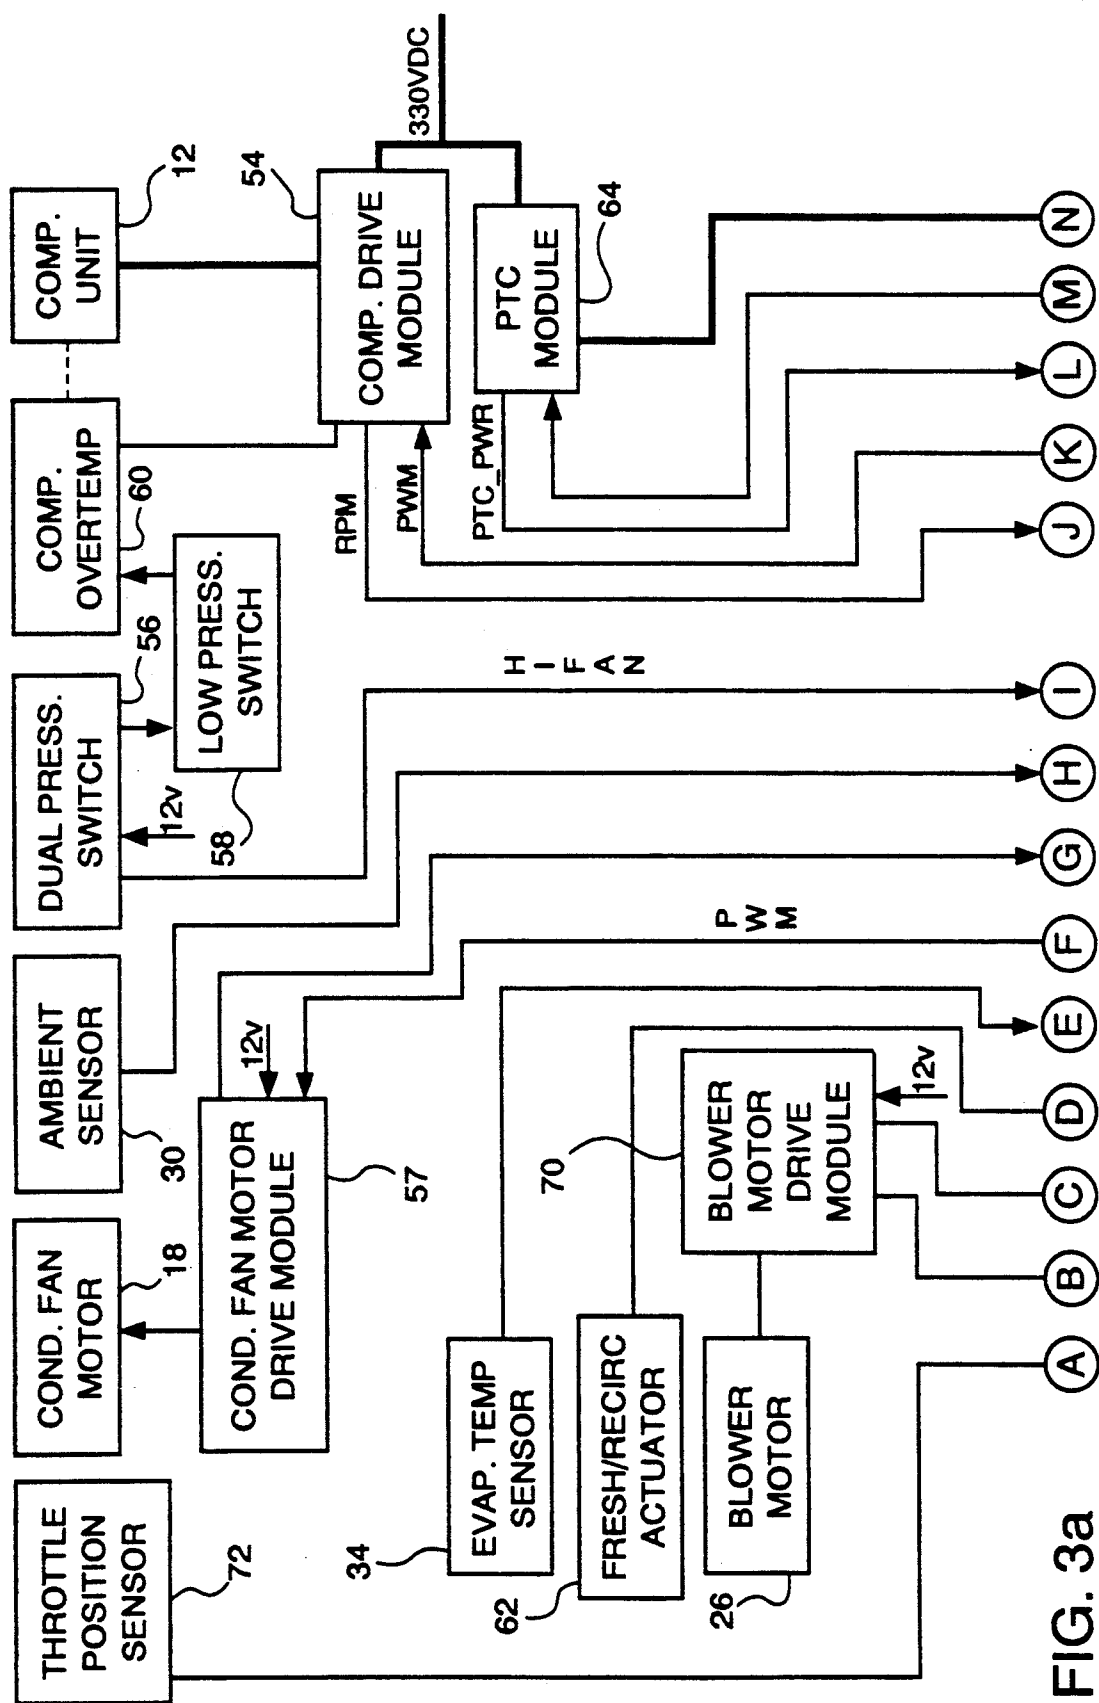 THROTTLE
POSITION
SENSOR
72
COND. FAN
MOTOR
18
AMBIENT
SENSOR
30
DUAL PRESS.
SWITCH
56
COMP.
OVERTEMP
60
COMP.
UNIT
12
COND. FAN MOTOR
DRIVE MODULE
57
12v
12v
LOW PRESS.
SWITCH
58
COMP. DRIVE
MODULE
54
330VDC
RPM
PWM
PTC_PWR
PTC
MODULE
64
EVAP. TEMP
SENSOR
34
FRESH/RECIRC
ACTUATOR
62
BLOWER
MOTOR
26
BLOWER
MOTOR
DRIVE
MODULE
70
12v
PWM
HIFAN
A
B
C
D
E
F
G
H
I
J
K
L
M
N
FIG. 3a